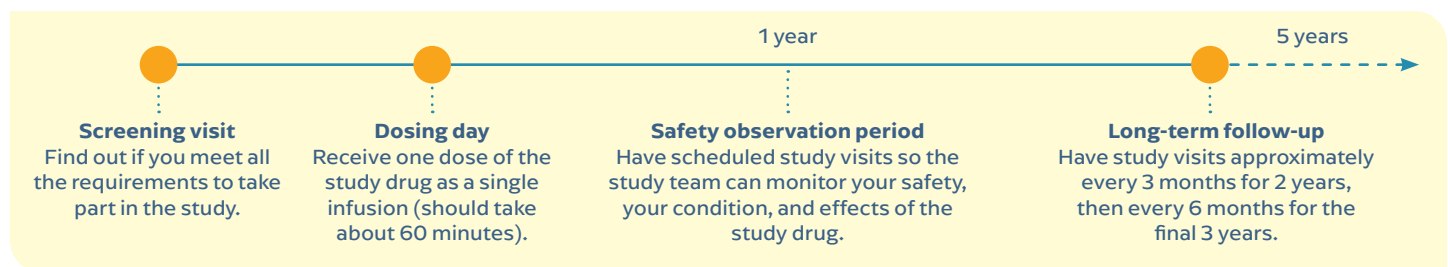 1 year
5 years
Screening visit
Find out if you meet all
the requirements to take
part in the study.
Dosing day
Receive one dose of the
study drug as a single
infusion (should take
about 60 minutes).
Safety observation period
Have scheduled study visits so the
study team can monitor your safety,
your condition, and effects of the
study drug.
Long-term follow-up
Have study visits approximately
every 3 months for 2 years,
then every 6 months for the
final 3 years.